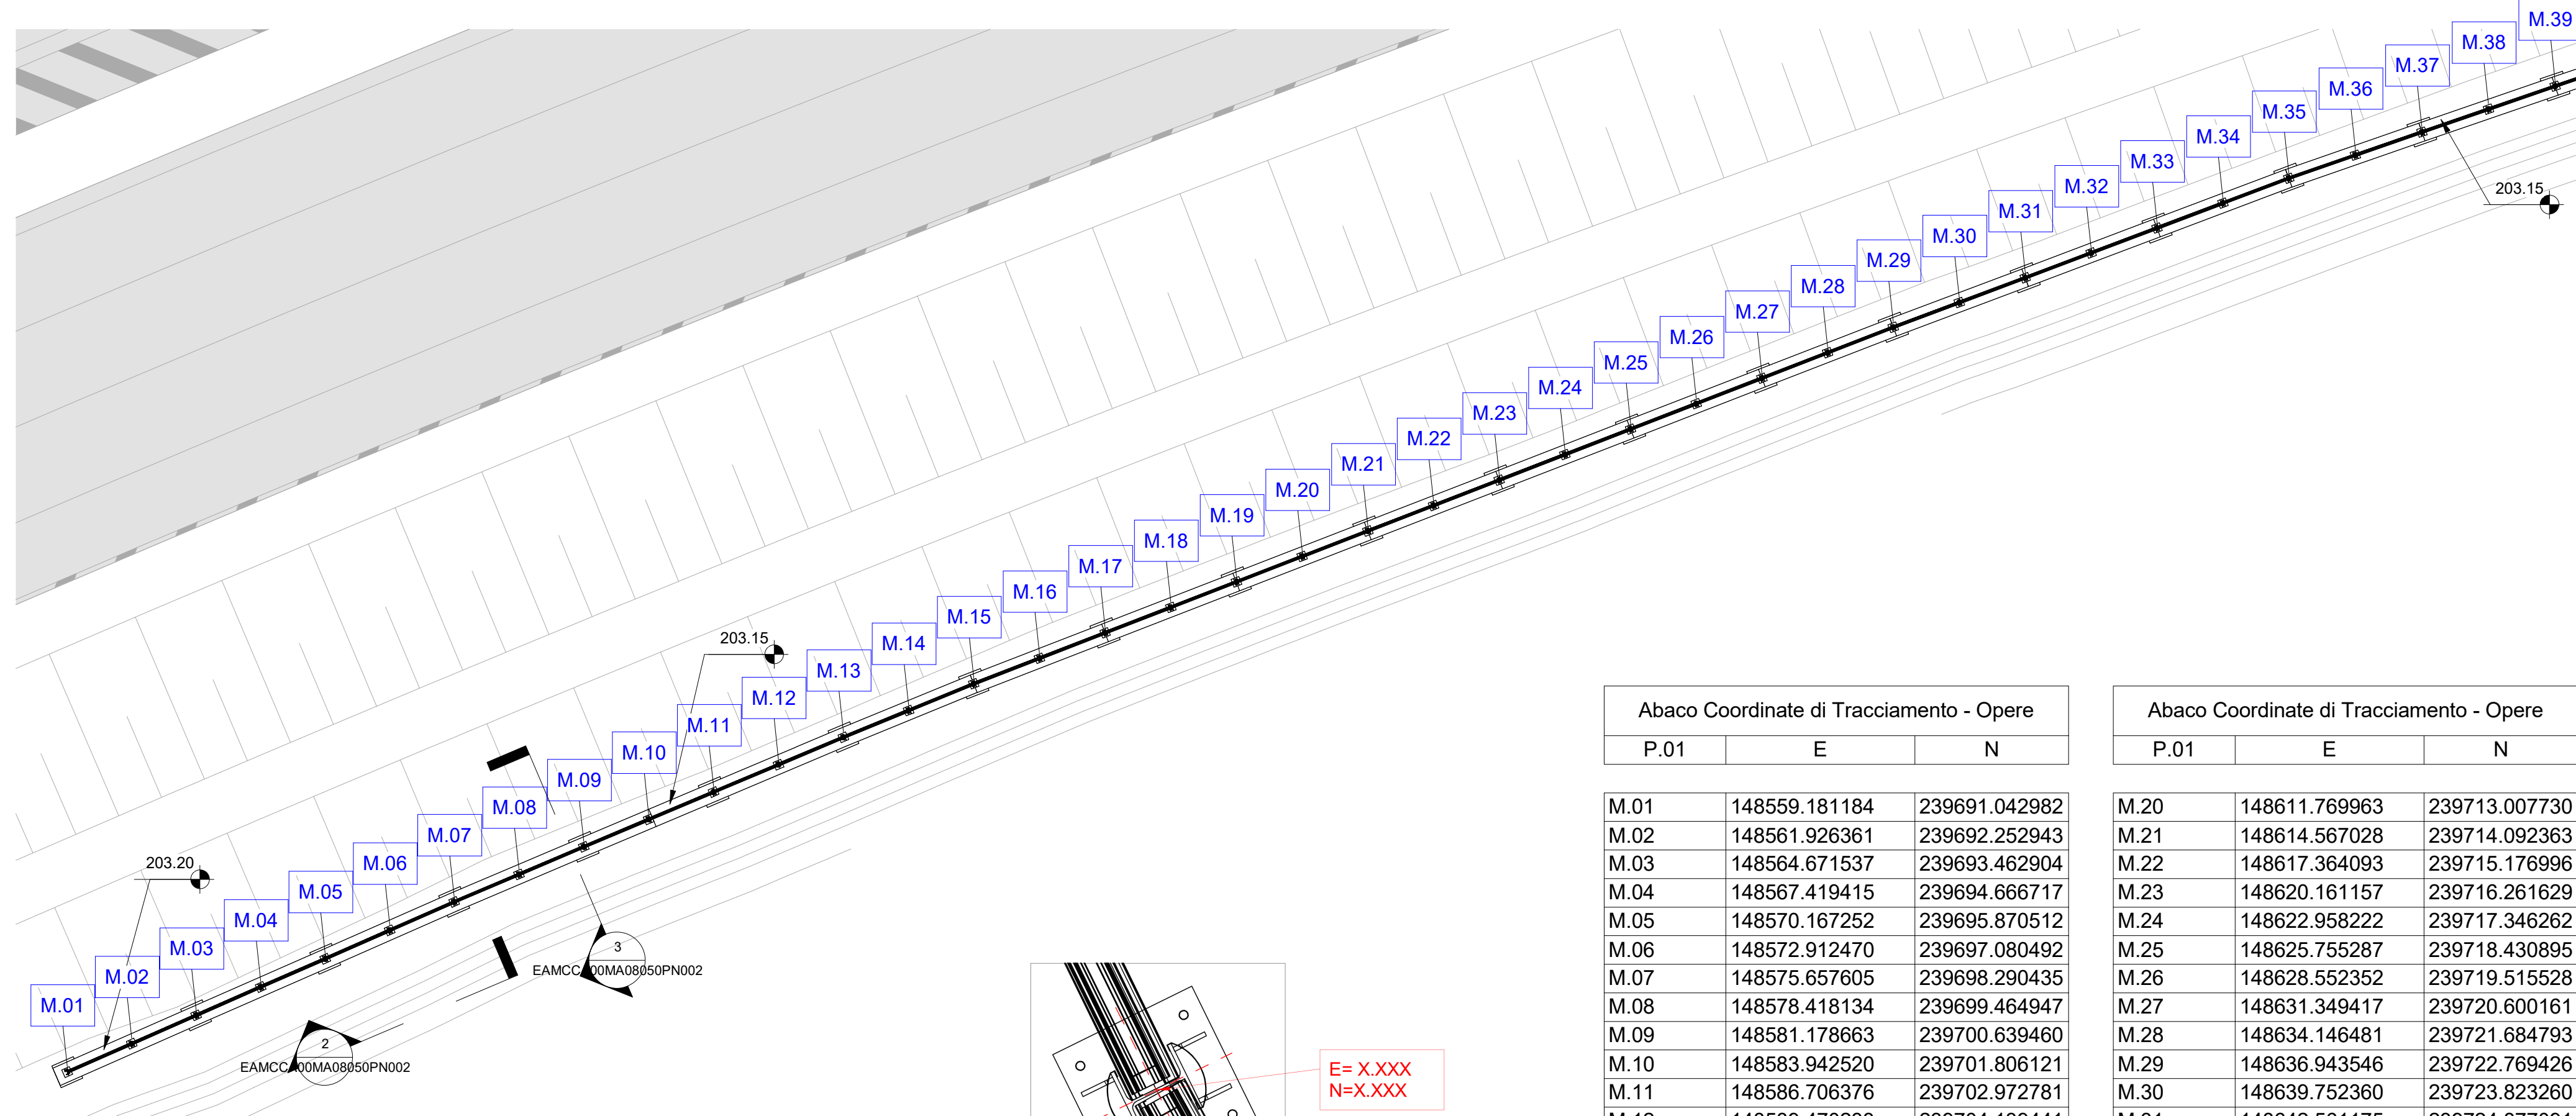 M.39
M.38
M.37
M.36
M.35
M.34
M.33
M.32
M.31
M.30
M.29
M.28
M.27
M.26
M.25
M.24
M.23
M.22
M.21
M.20
M.19
M.18
M.17
M.16
M.15
M.14
M.13
M.12
M.11
M.10
M.09
M.08
M.07
M.06
M.05
M.04
M.03
M.02
M.01
203.15
203.15
203.20
3
EAMCC 00MA08050PN002
2
EAMCC 00MA08050PN002
E= X.XXX
N=X.XXX
Abaco Coordinate di Tracciamento - Opere
P.01 E N
M.01 148559.181184 239691.042982
M.02 148561.926361 239692.252943
M.03 148564.671537 239693.462904
M.04 148567.419415 239694.666717
M.05 148570.167252 239695.870512
M.06 148572.912470 239697.080492
M.07 148575.657605 239698.290435
M.08 148578.418134 239699.464947
M.09 148581.178663 239700.639460
M.10 148583.942520 239701.806121
M.11 148586.706376 239702.972781
Abaco Coordinate di Tracciamento - Opere
P.01 E N
M.20 148611.769963 239713.007730
M.21 148614.567028 239714.092363
M.22 148617.364093 239715.176996
M.23 148620.161157 239716.261629
M.24 148622.958222 239717.346262
M.25 148625.755287 239718.430895
M.26 148628.552352 239719.515528
M.27 148631.349417 239720.600161
M.28 148634.146481 239721.684793
M.29 148636.943546 239722.769426
M.30 148639.752360 239723.823260